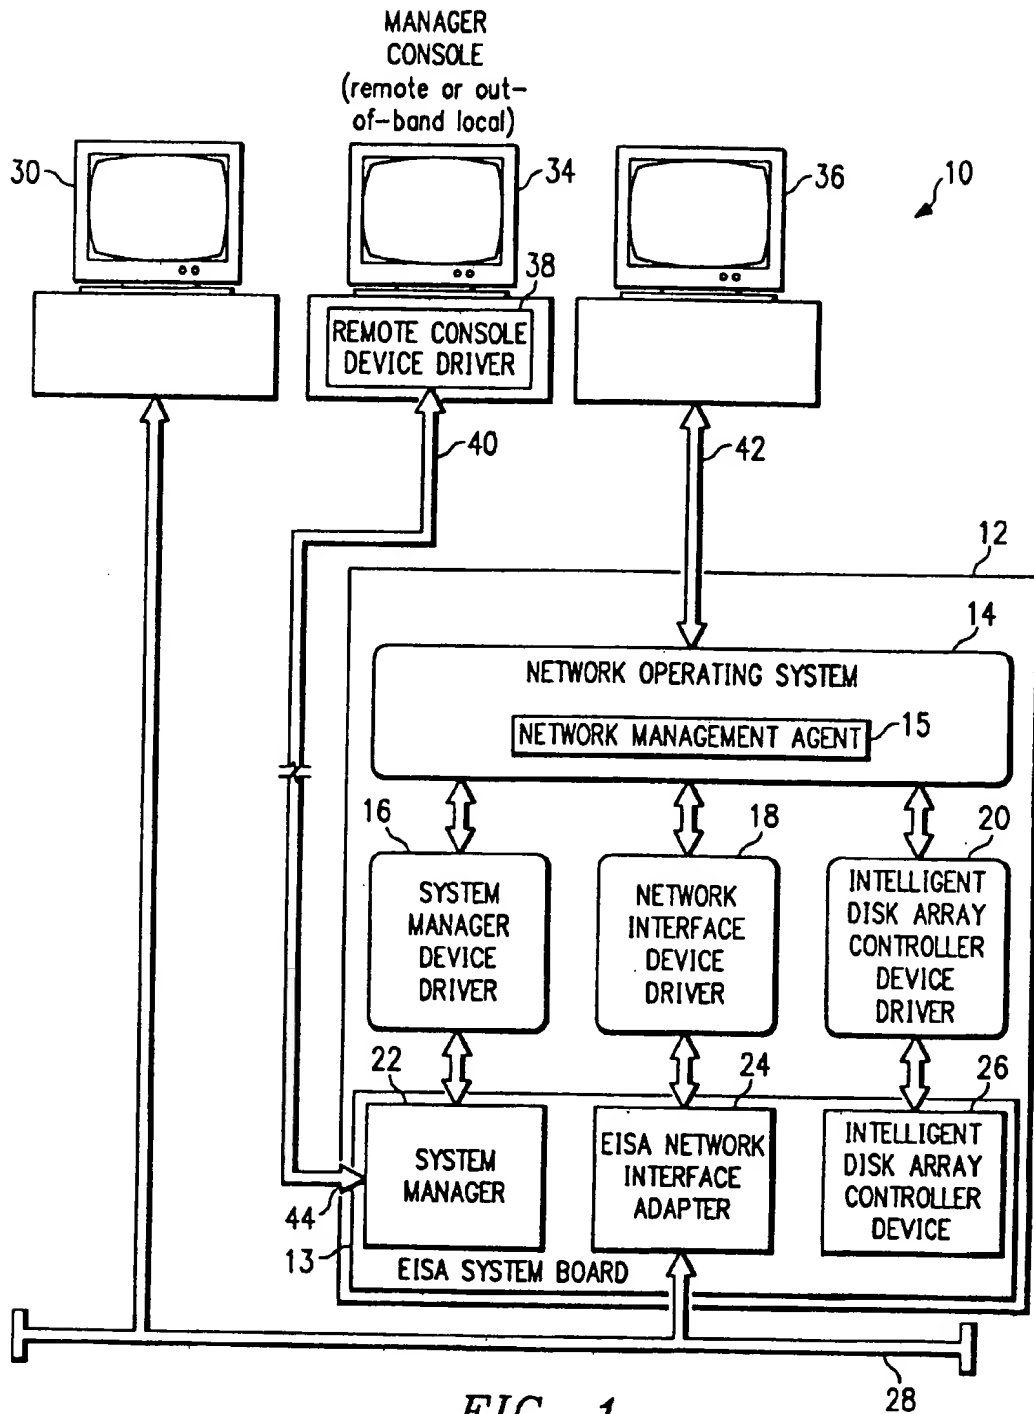 MANAGER
CONSOLE
(remote or out-
of-band local)
30
34
36
10
38
REMOTE CONSOLE
DEVICE DRIVER
40
42
12
14
NETWORK OPERATING SYSTEM
NETWORK MANAGEMENT AGENT
15
16
18
20
SYSTEM
MANAGER
DEVICE
DRIVER
NETWORK
INTERFACE
DEVICE
DRIVER
INTELLIGENT
DISK ARRAY
CONTROLLER
DEVICE
DRIVER
22
24
26
SYSTEM
MANAGER
EISA NETWORK
INTERFACE
ADAPTER
INTELLIGENT
DISK ARRAY
CONTROLLER
DEVICE
44
13
EISA SYSTEM BOARD
28
FIG. 1